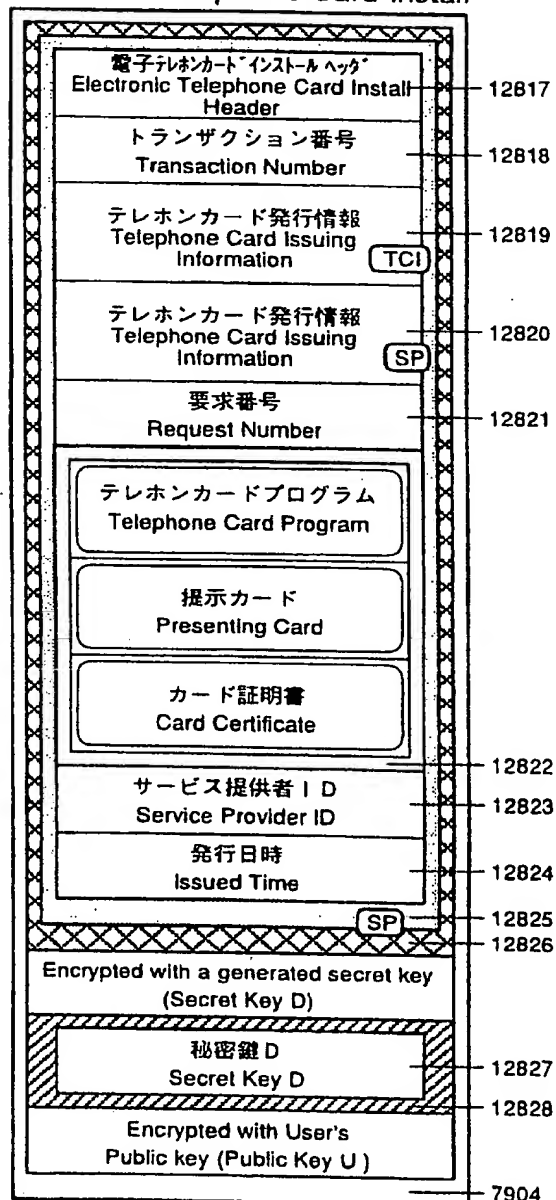 電子テレホンカードインストールヘッダ
Electronic Telephone Card Install
Header
12817
トランザクション番号
Transaction Number
12818
テレホンカード発行情報
Telephone Card Issuing
Information
TCI
12819
テレホンカード発行情報
Telephone Card Issuing
Information
SP
12820
要求番号
Request Number
12821
テレホンカードプログラム
Telephone Card Program
提示カード
Presenting Card
カード証明書
Card Certificate
12822
サービス提供者ID
Service Provider ID
12823
発行日時
Issued Time
12824
SP
12825
12826
Encrypted with a generated secret key
(Secret Key D)
秘密鍵D
Secret Key D
12827
12828
Encrypted with User's
Public key (Public Key U)
7904